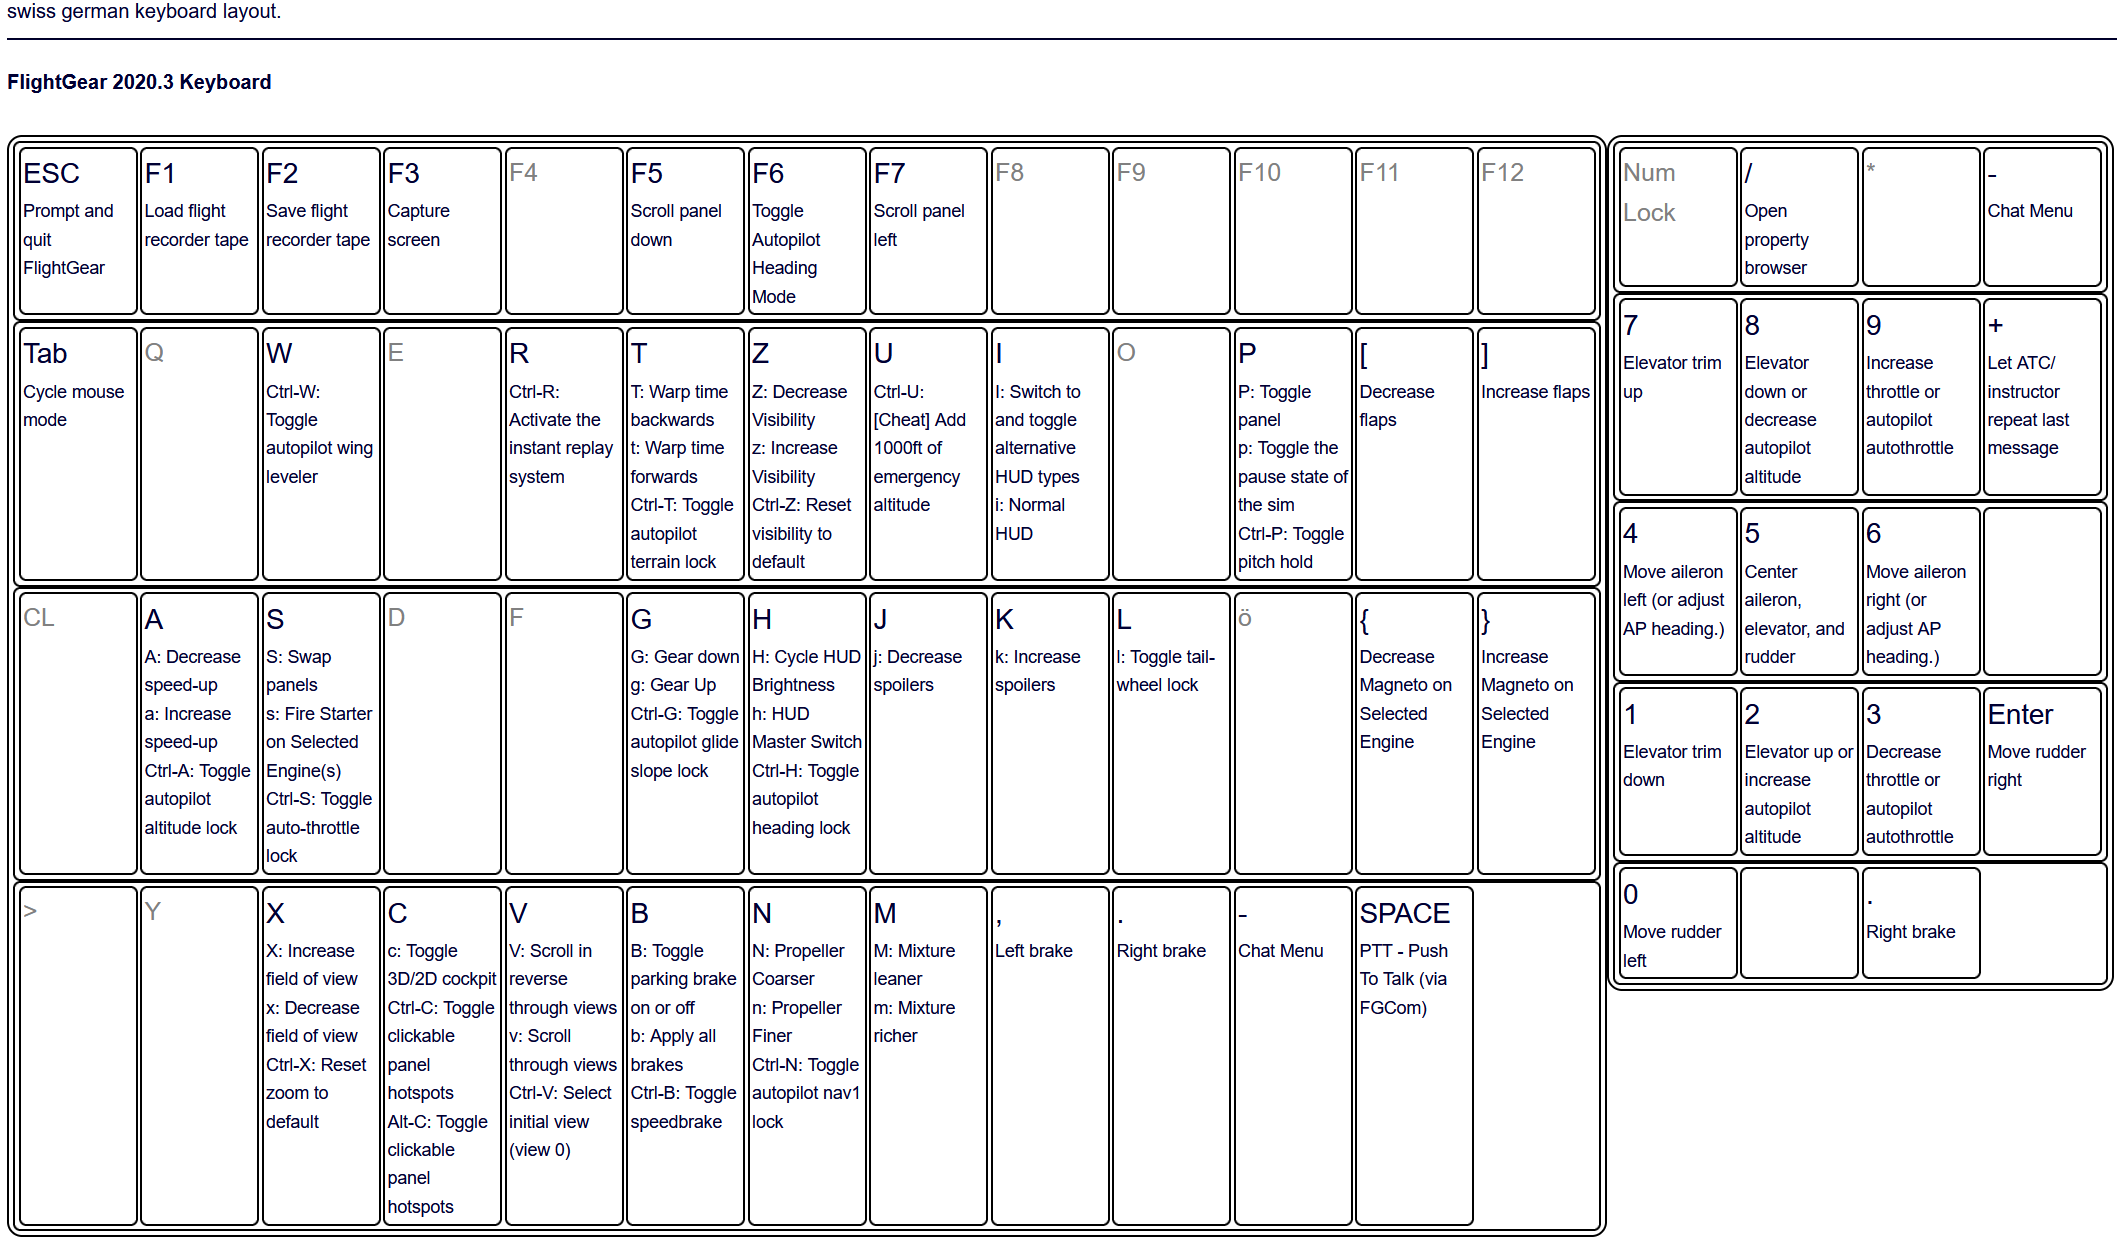 swiss german keyboard layout.
FlightGear 2020.3 Keyboard
ESC
Prompt and
quit
FlightGear
F1
Load flight
recorder tape
F2
Save flight
recorder tape
F3
Capture
screen
F4
F5
Scroll panel
down
F6
Toggle
Autopilot
Heading
Mode
F7
Scroll panel
left
F8
F9
F10
F11
F12
Tab
Cycle mouse
mode
Q
W
Ctrl-W:
Toggle
autopilot wing
leveler
E
R
Ctrl-R:
Activate the
instant replay
system
T
T: Warp time
backwards
t: Warp time
forwards
Ctrl-T: Toggle
autopilot
terrain lock
Z
Z: Decrease
Visibility
z: Increase
Visibility
Ctrl-Z: Reset
visibility to
default
U
Ctrl-U:
[Cheat] Add
1000ft of
emergency
altitude
I
I: Switch to
and toggle
alternative
HUD types
i: Normal
HUD
O
P
P: Toggle
panel
p: Toggle the
pause state of
the sim
Ctrl-P: Toggle
pitch hold
[
Decrease
flaps
]
Increase flaps
CL
A
A: Decrease
speed-up
a: Increase
speed-up
Ctrl-A: Toggle
autopilot
altitude lock
S
S: Swap
panels
s: Fire Starter
on Selected
Engine(s)
Ctrl-S: Toggle
auto-throttle
lock
D
F
G
G: Gear down
g: Gear Up
Ctrl-G: Toggle
autopilot glide
slope lock
H
H: Cycle HUD
Brightness
h: HUD
Master Switch
Ctrl-H: Toggle
autopilot
heading lock
J
j: Decrease
spoilers
K
k: Increase
spoilers
L
l: Toggle tail-
wheel lock
ö
{
Decrease
Magneto on
Selected
Engine
}
Increase
Magneto on
Selected
Engine
>
Y
X
X: Increase
field of view
x: Decrease
field of view
Ctrl-X: Reset
zoom to
default
C
c: Toggle
3D/2D cockpit
Ctrl-C: Toggle
clickable
panel
hotspots
Alt-C: Toggle
clickable
panel
hotspots
V
V: Scroll in
reverse
through views
v: Scroll
through views
Ctrl-V: Select
initial view
(view 0)
B
B: Toggle
parking brake
on or off
b: Apply all
brakes
Ctrl-B: Toggle
speedbrake
N
N: Propeller
Coarser
n: Propeller
Finer
Ctrl-N: Toggle
autopilot nav1
lock
M
M: Mixture
leaner
m: Mixture
richer
,
Left brake
.
Right brake
-
Chat Menu
SPACE
PTT - Push
To Talk (via
FGCom)
Num
Lock
/
Open
property
browser
*
-
Chat Menu
7
Elevator trim
up
8
Elevator
down or
decrease
autopilot
altitude
9
Increase
throttle or
autopilot
autothrottle
+
Let ATC/
instructor
repeat last
message
4
Move aileron
left (or adjust
AP heading.)
5
Center
aileron,
elevator, and
rudder
6
Move aileron
right (or
adjust AP
heading.)
1
Elevator trim
down
2
Elevator up or
increase
autopilot
altitude
3
Decrease
throttle or
autopilot
autothrottle
Enter
Move rudder
right
0
Move rudder
left
.
Right brake